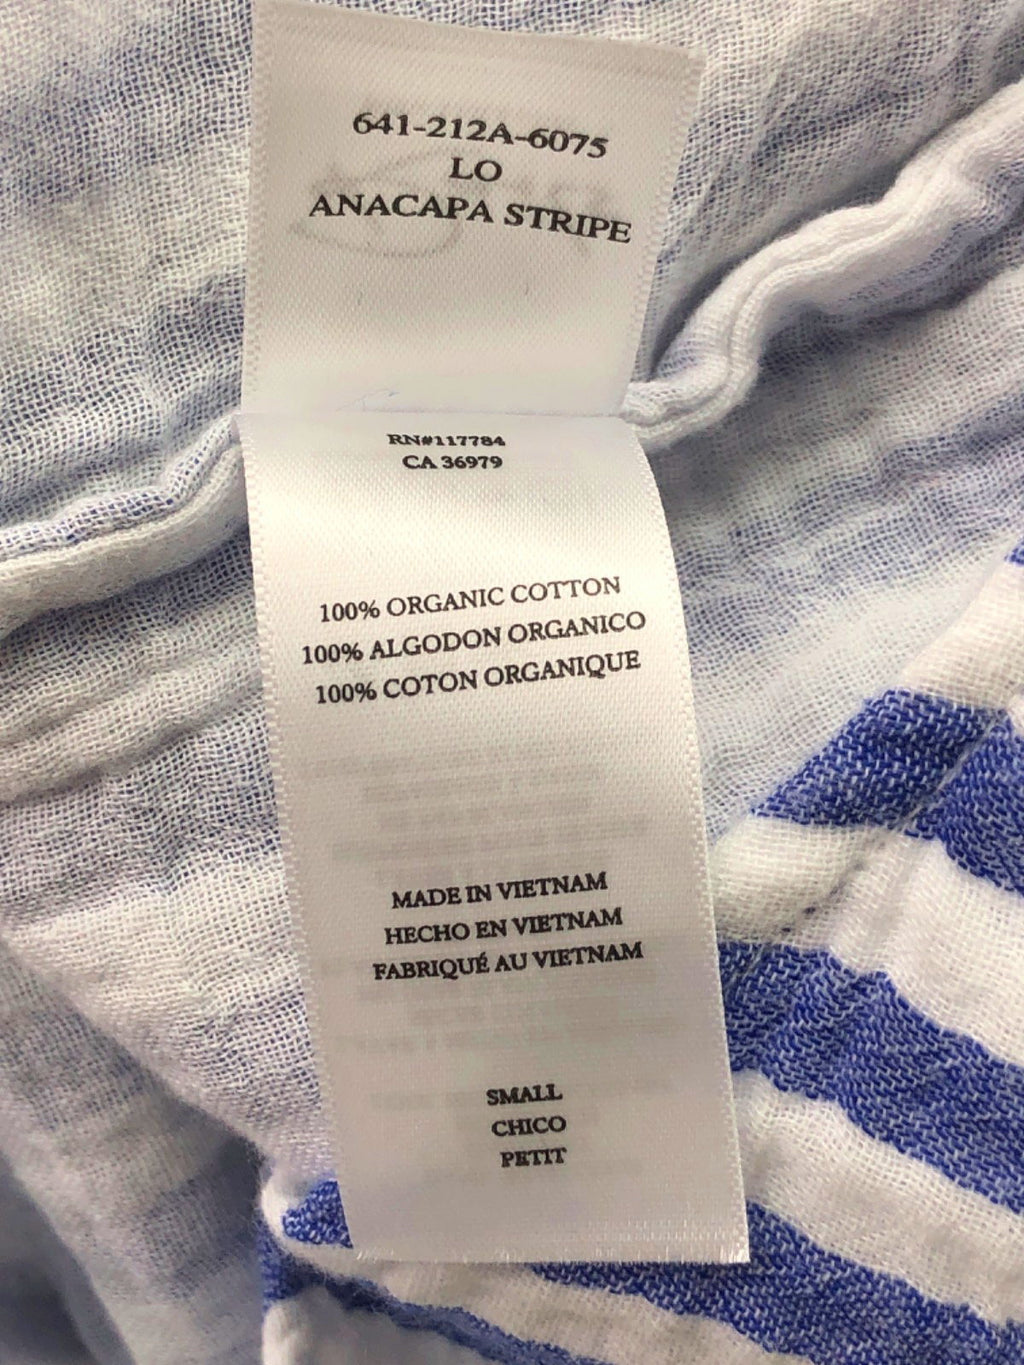 641-212A-6075
LO
ANACAPA STRIPE
RN#117784
CA 36979
100% ORGANIC COTTON
100% ALGODON ORGANICO
100% COTON ORGANIQUE
MADE IN VIETNAM
HECHO EN VIETNAM
FABRIQUÉ AU VIETNAM
SMALL
CHICO
PETIT